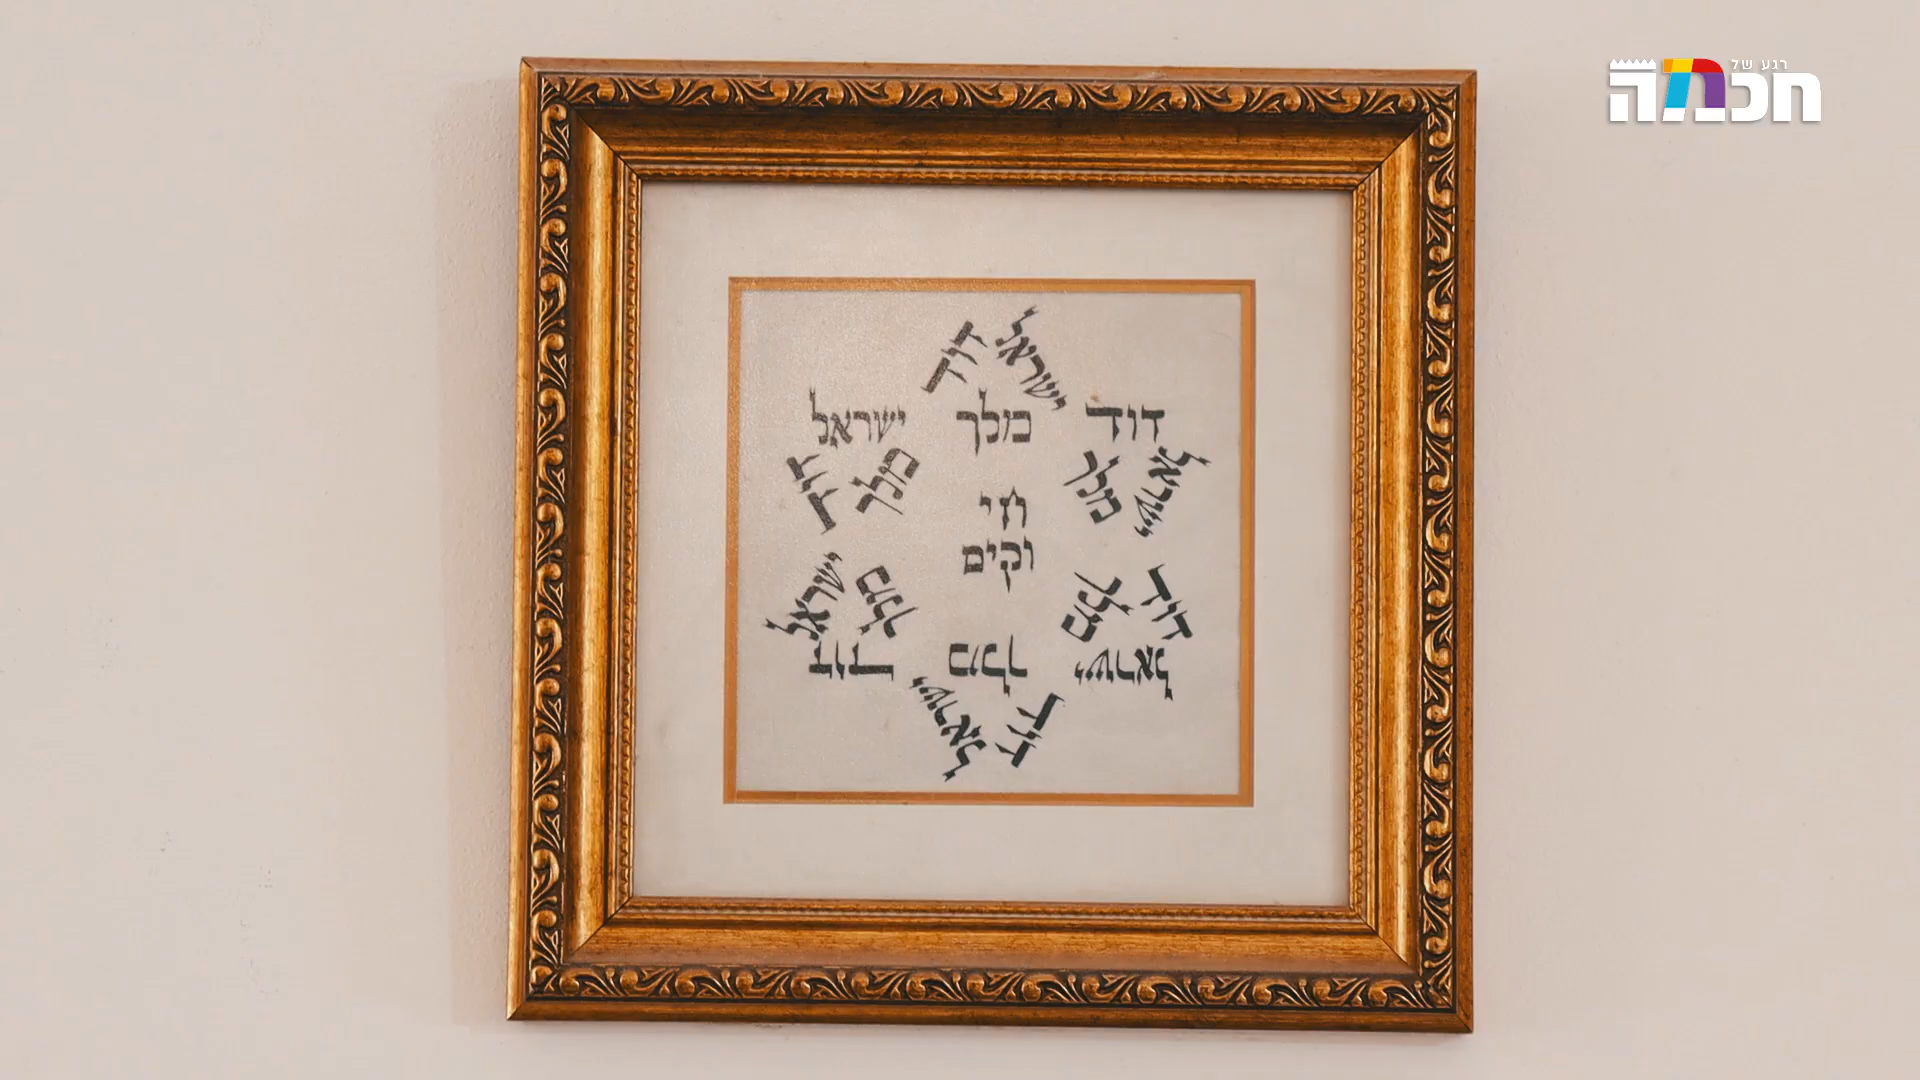 רגע של
חכמה
דוד מלך ישראל
דוד מלך ישראל
דוד מלך ישראל
דוד מלך ישראל
דוד מלך ישראל
דוד מלך ישראל
חי
וקים